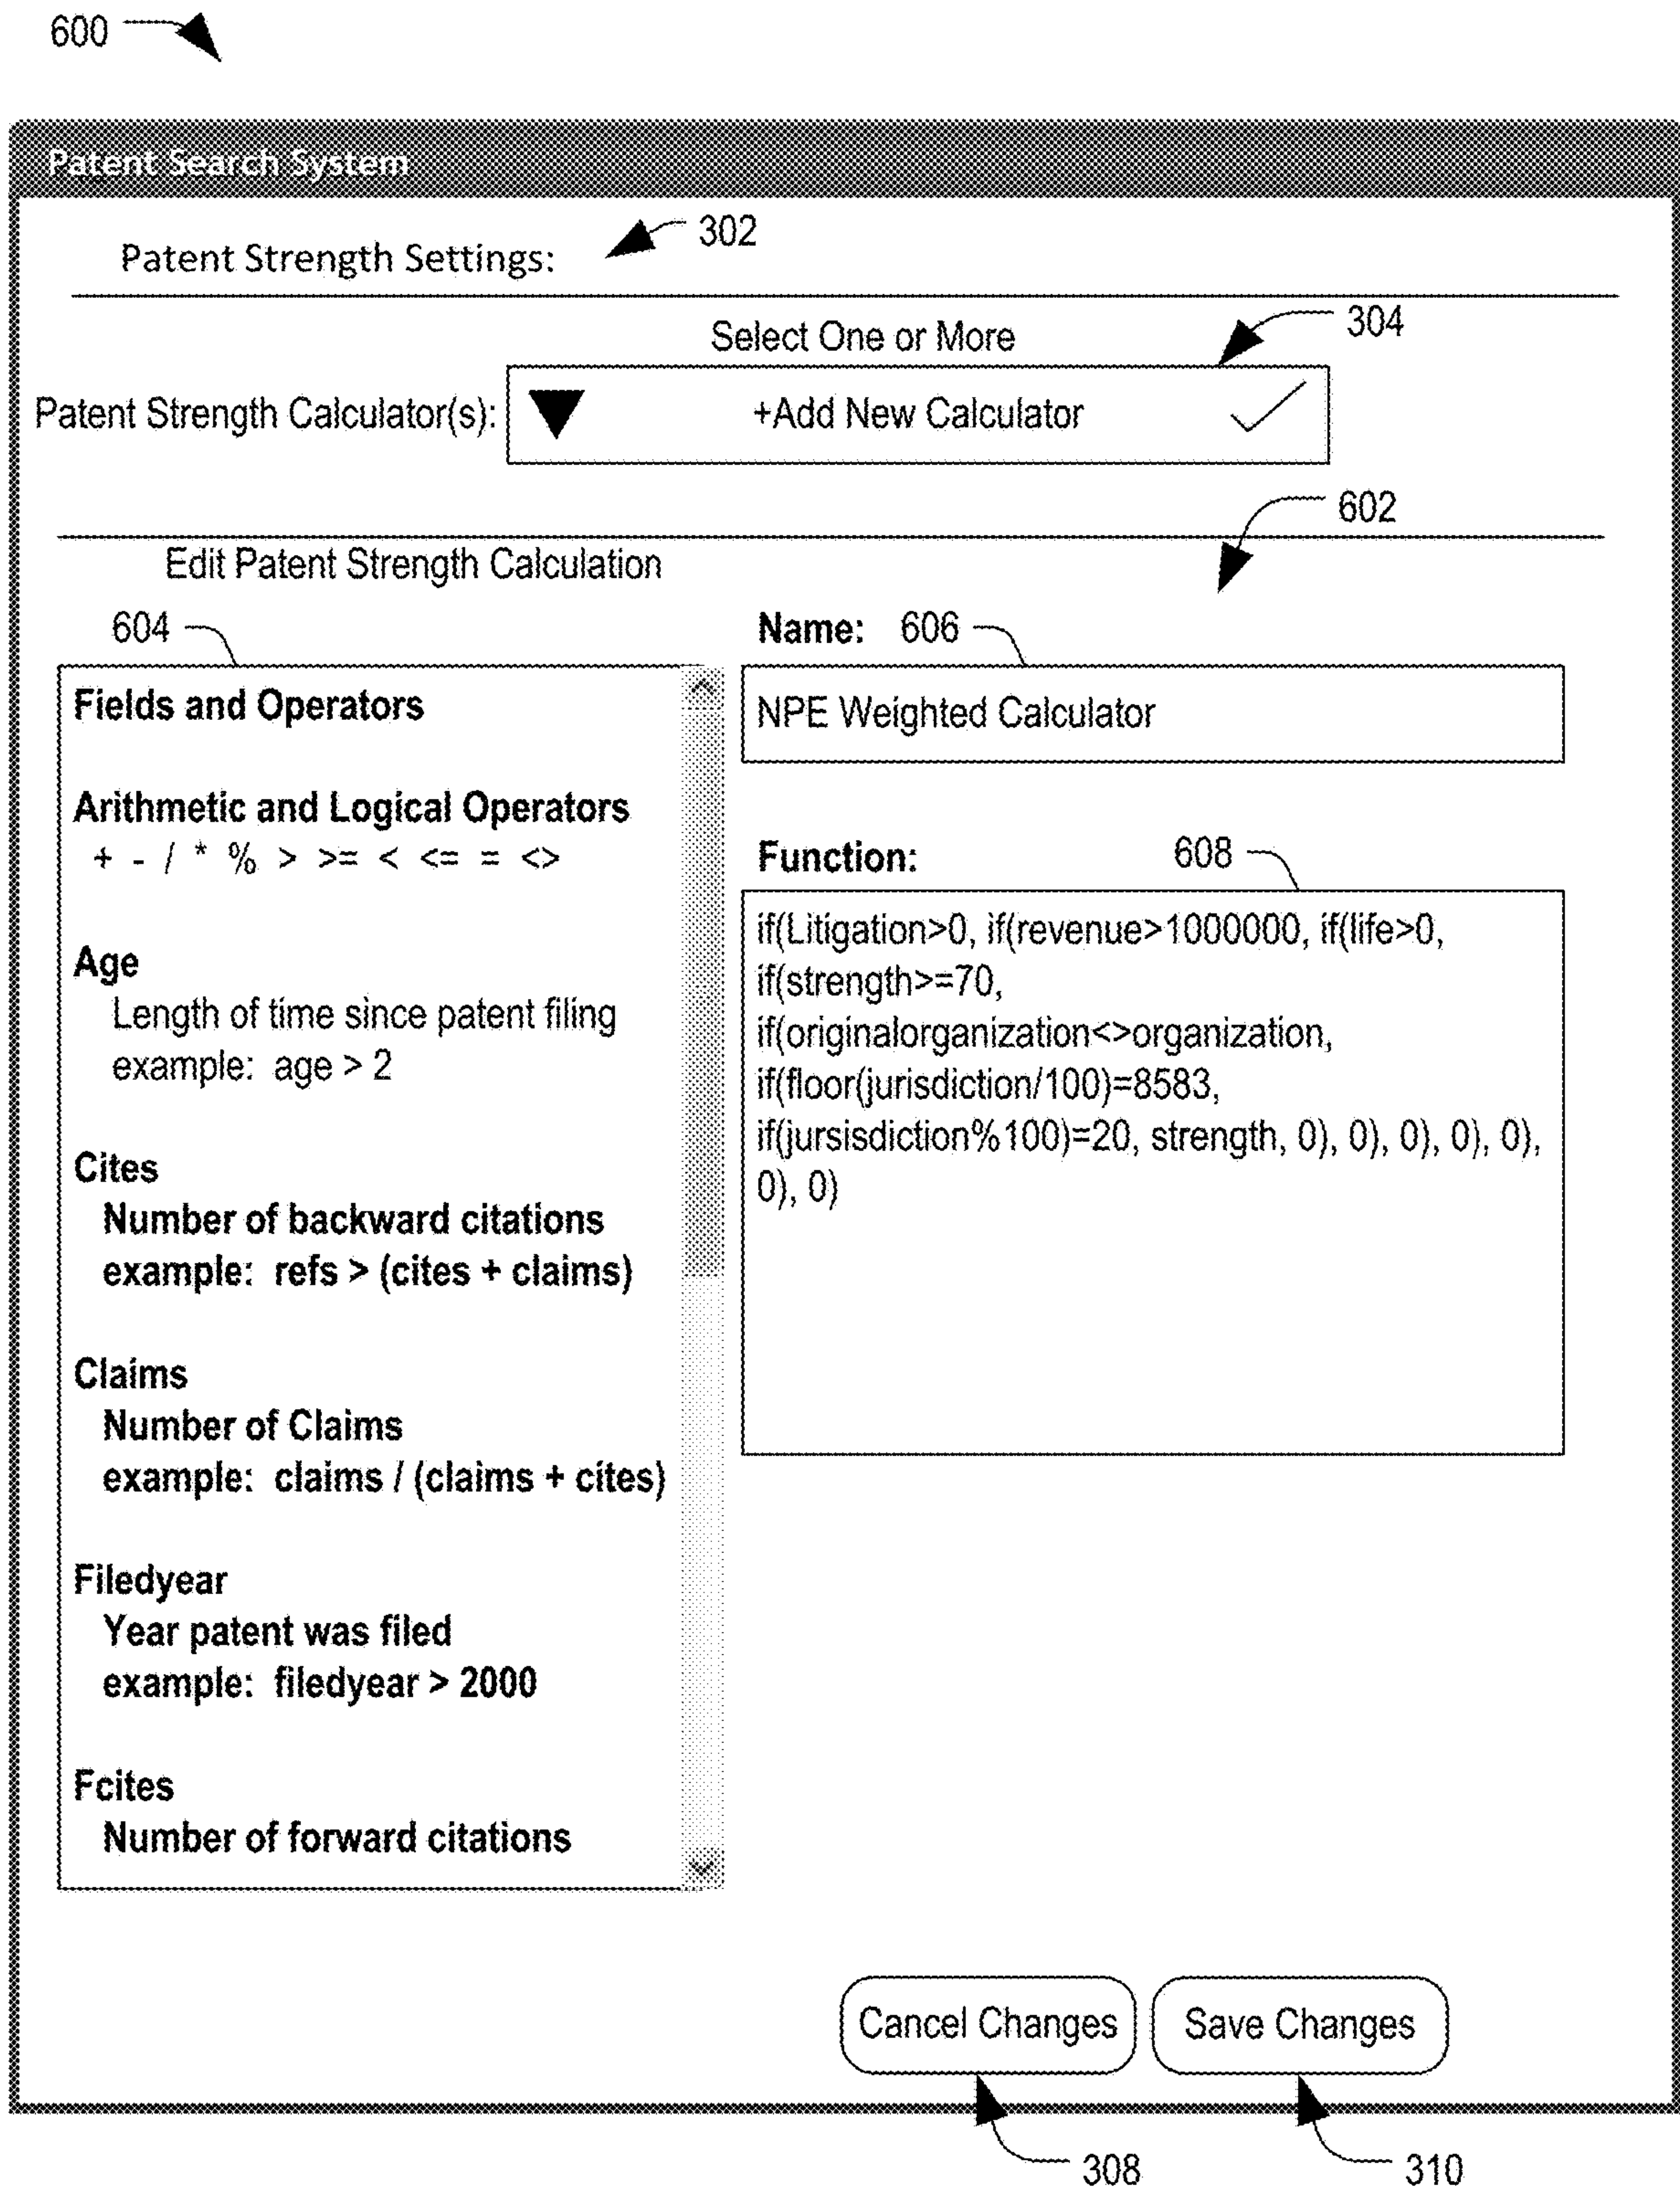 600
Patent Search System
Patent Strength Settings:
302
Select One or More
304
Patent Strength Calculator(s):
+Add New Calculator
602
Edit Patent Strength Calculation
604
Fields and Operators
Arithmetic and Logical Operators
+ - / * % > >= < <= = <>
Age
Length of time since patent filing
example: age > 2
Cites
Number of backward citations
example: refs > (cites + claims)
Claims
Number of Claims
example: claims / (claims + cites)
Filedyear
Year patent was filed
example: filedyear > 2000
Fcites
Number of forward citations
Name:
606
NPE Weighted Calculator
Function:
608
if(Litigation>0, if(revenue>1000000, if(life>0,
if(strength>=70,
if(originalorganization<>organization,
if(floor(jurisdiction/100)=8583,
if(jursisdiction%100)=20, strength, 0), 0), 0), 0), 0),
0), 0)
Cancel Changes
Save Changes
308
310